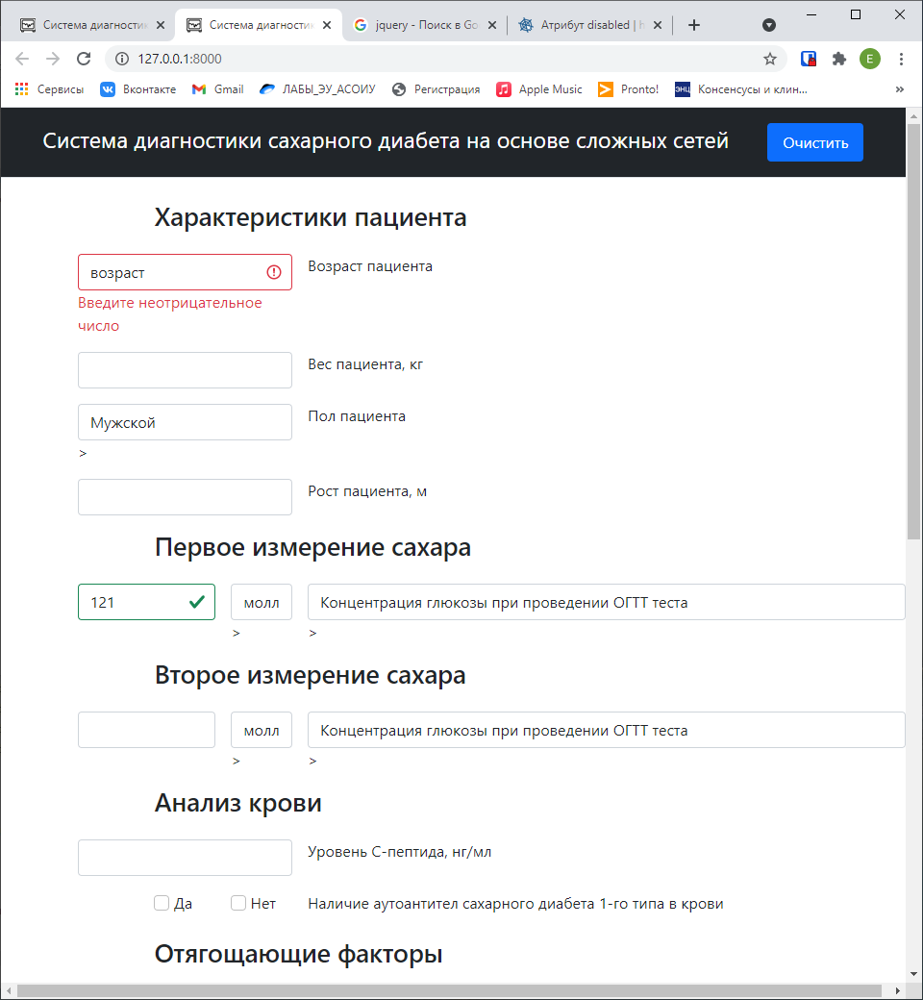 Система диагностик
Система диагностик
jquery - Поиск в Go
Атрибут disabled | h
127.0.0.1:8000
E
Сервисы
Вконтакте
Gmail
ЛАБЫ_ЭУ_АСОИУ
Регистрация
Apple Music
Pronto!
ЭНЦ
Консенсусы и клин...
»
Система диагностики сахарного диабета на основе сложных сетей
Очистить
Характеристики пациента
возраст
Возраст пациента
Введите неотрицательное
число
Вес пациента, кг
Мужской
Пол пациента
>
Рост пациента, м
Первое измерение сахара
121
молл
Концентрация глюкозы при проведении ОГТТ теста
> >
Второе измерение сахара
молл
Концентрация глюкозы при проведении ОГТТ теста
> >
Анализ крови
Уровень С-пептида, нг/мл
Да
Нет
Наличие аутоантител сахарного диабета 1-го типа в крови
Отягощающие факторы